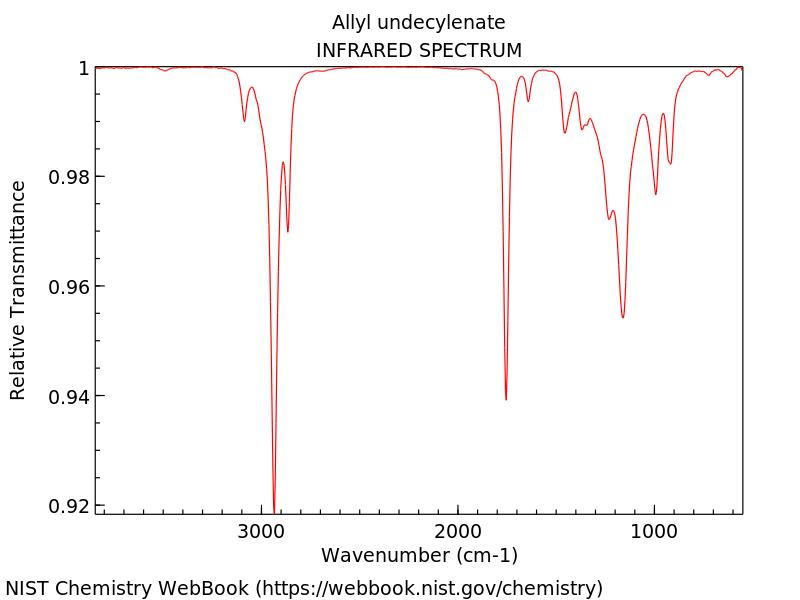 Allyl undecylenate
INFRARED SPECTRUM
1
0.98
0.96
0.94
0.92
Relative Transmittance
3000 2000 1000
Wavenumber (cm-1)
NIST Chemistry WebBook (https://webbook.nist.gov/chemistry)